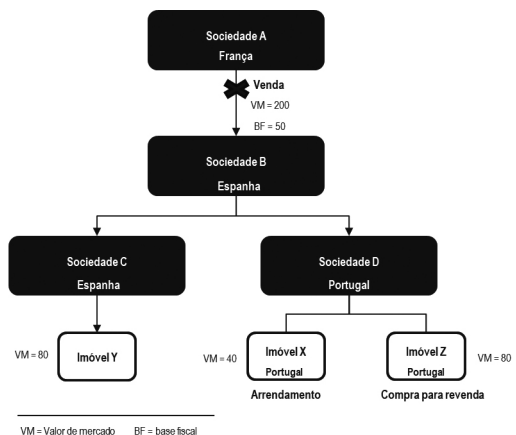 Sociedade A
França
Venda
VM = 200
BF = 50
Sociedade B
Espanha
Sociedade C
Espanha
Sociedade D
Portugal
VM = 80
Imóvel Y
VM = 40
Imóvel X
Portugal
Imóvel Z
Portugal
VM = 80
Arrendamento
Compra para revenda
VM = Valor de mercado BF = base fiscal